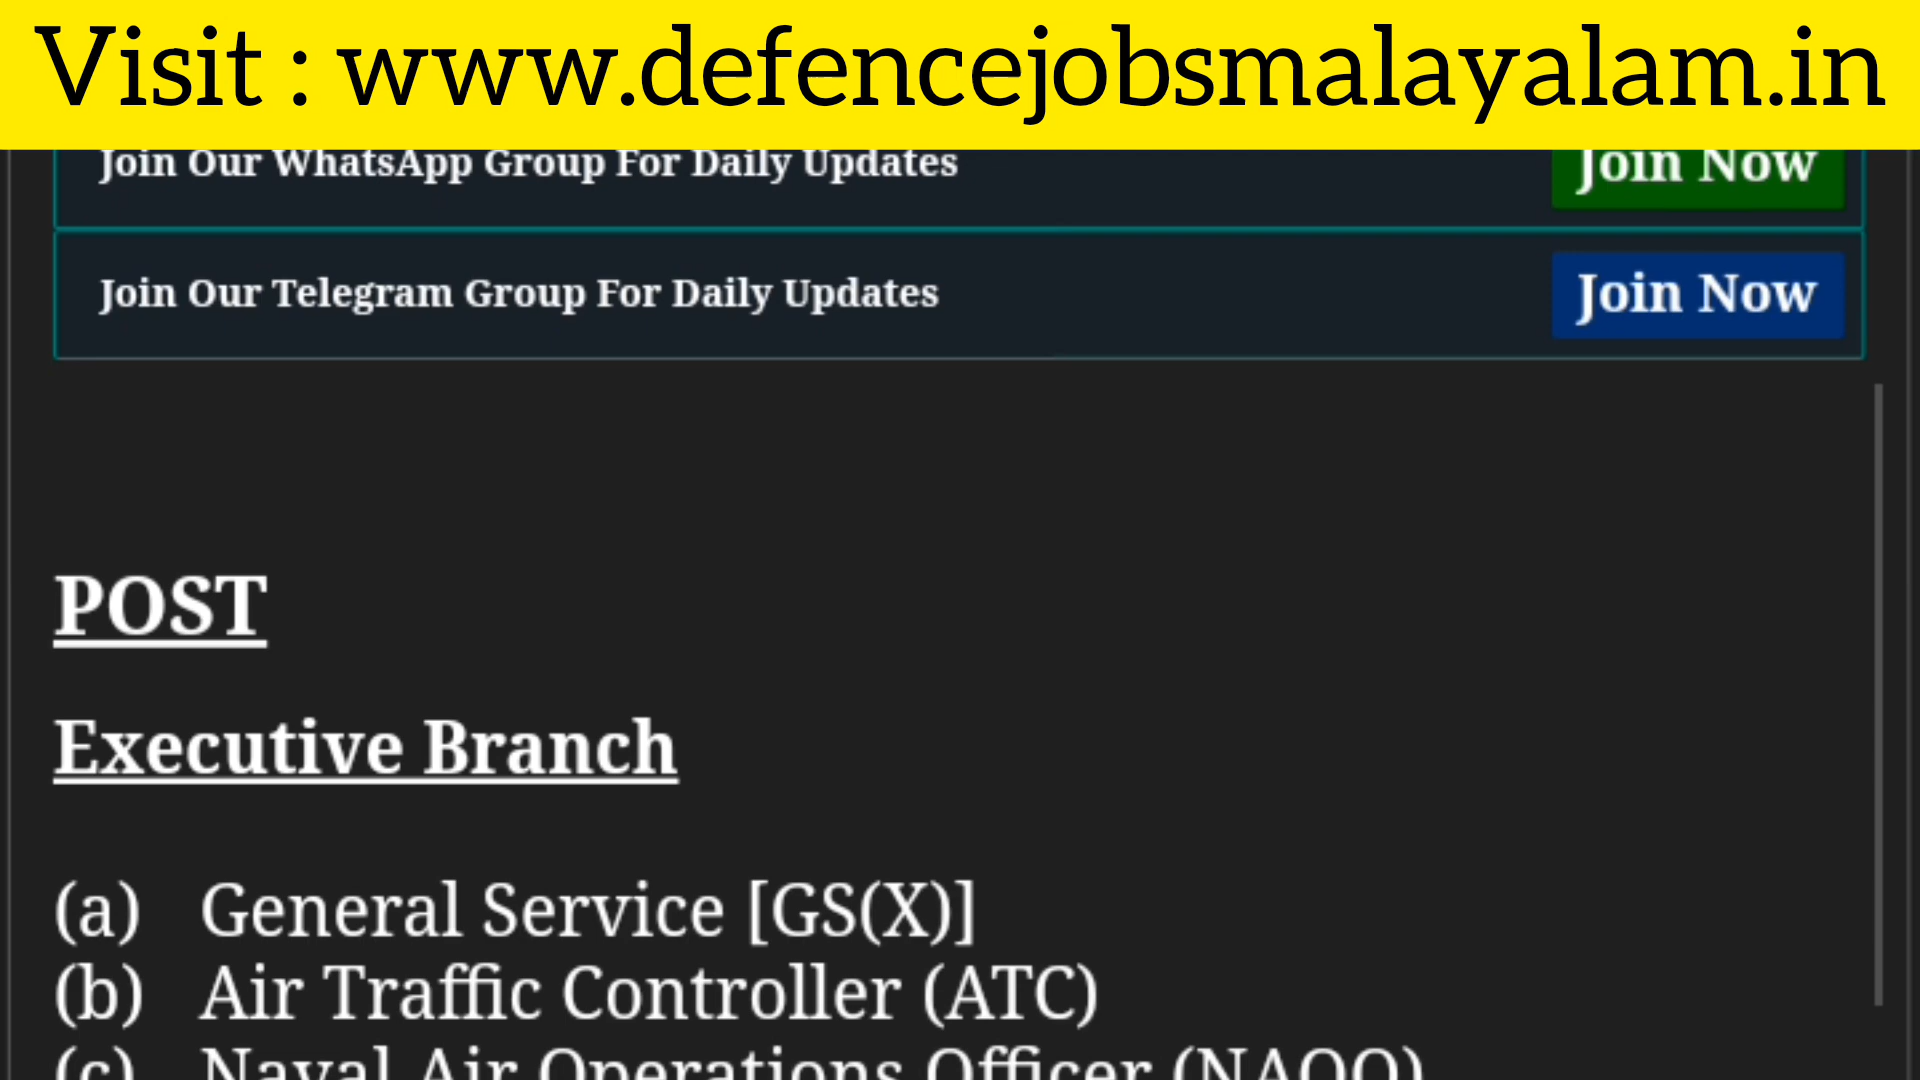 Visit : www.defencejobsmalayalam.in
Join Our WhatsApp Group For Daily Updates Join Now
Join Our Telegram Group For Daily Updates Join Now
POST
Executive Branch
(a) General Service [GS(X)]
(b) Air Traffic Controller (ATC)
(c) Naval Air Operations Officer (NAOO)